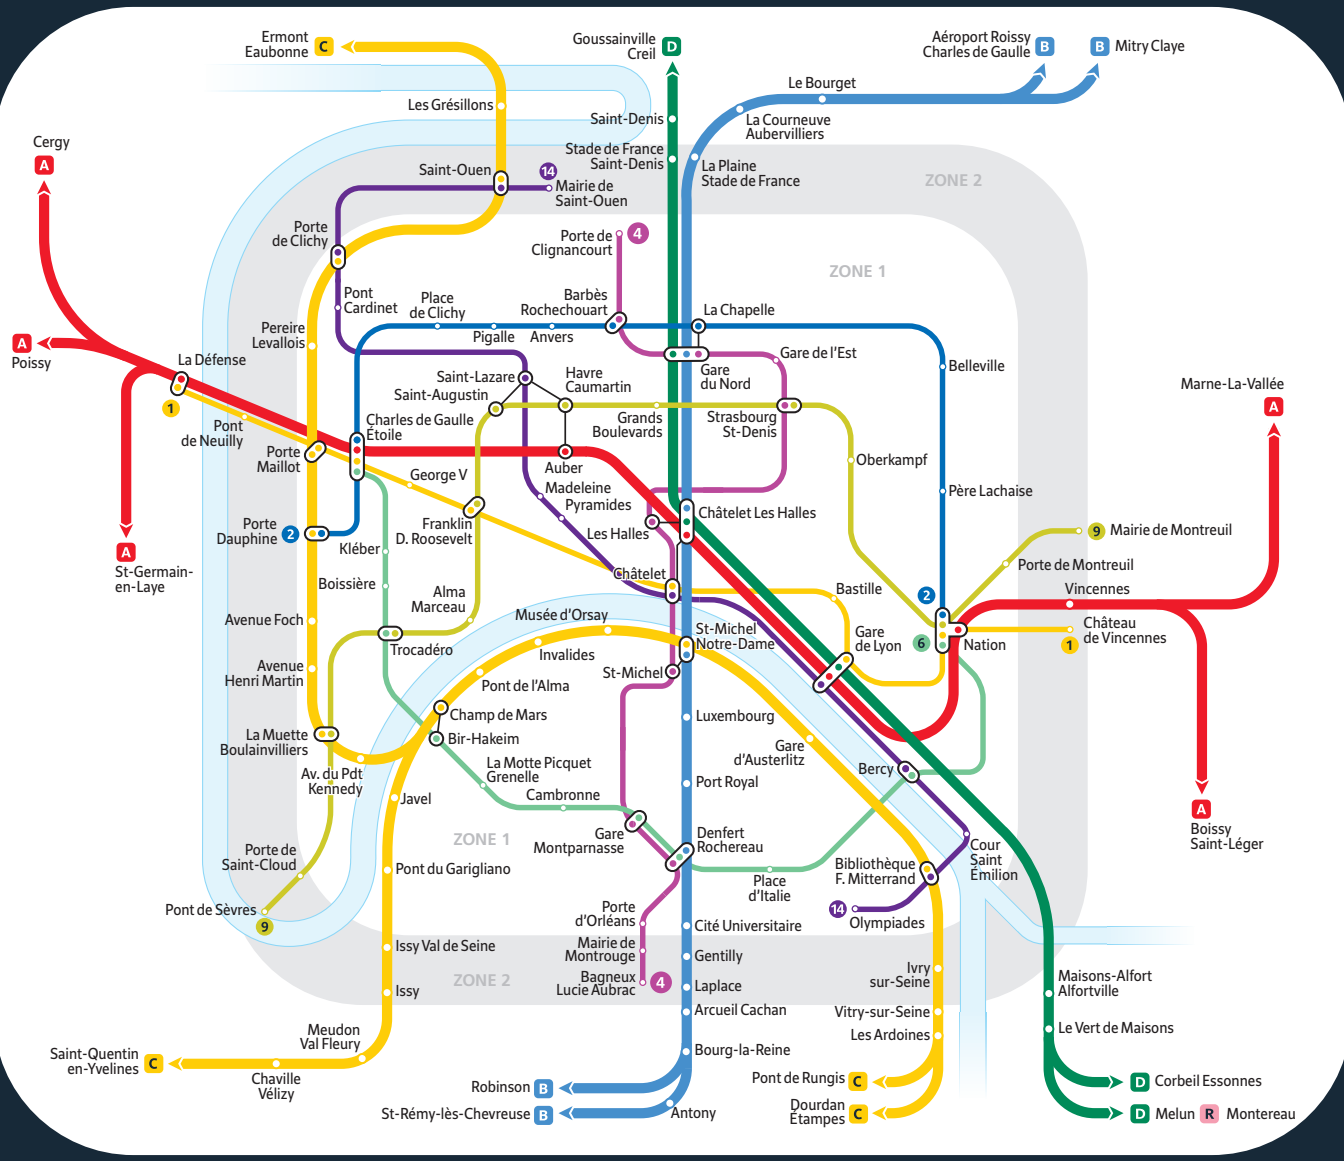 Ermont
Eaubonne
C
Goussainville
Creil
D
Aéroport Roissy
Charles de Gaulle
B
B
Mitry Claye
Le Bourget
Les Grésillons
La Courneuve
Aubervilliers
Saint-Denis
Cergy
A
Stade de France
Saint-Denis
La Plaine
Stade de France
Saint-Ouen
14
Mairie de
Saint-Ouen
ZONE 2
Porte
de Clichy
Porte de
Clignancourt
4
ZONE 1
Pont
Cardinet
Place
de Clichy
Barbès
Rochechouart
La Chapelle
Pereire
Levallois
Pigalle
Anvers
A
Poissy
La Défense
Gare de l'Est
Gare
du Nord
Belleville
Saint-Lazare
Saint-Augustin
Havre
Caumartin
Marne-La-Vallée
A
1
Pont
de Neuilly
Charles de Gaulle
Étoile
Grands
Boulevards
Strasbourg
St-Denis
Porte
Maillot
Auber
Oberkampf
George V
Madeleine
Pyramides
Père Lachaise
Porte
Dauphine
2
Franklin
D. Roosevelt
Les Halles
Châtelet Les Halles
9
Mairie de Montreuil
Kléber
A
St-Germain-
en-Laye
Porte de Montreuil
Boissière
Châtelet
Bastille
2
Vincennes
Alma
Marceau
Avenue Foch
Musée d'Orsay
St-Michel
Notre-Dame
Château
de Vincennes
1
Gare
de Lyon
6
Nation
Trocadéro
Invalides
Avenue
Henri Martin
St-Michel
Pont de l'Alma
Champ de Mars
Luxembourg
La Muette
Boulainvilliers
Bir-Hakeim
Gare
d'Austerlitz
Av. du Pdt
Kennedy
La Motte Picquet
Grenelle
Bercy
Port Royal
Javel
Cambronne
A
Boissy
Saint-Léger
ZONE 1
Gare
Montparnasse
Denfert
Rochereau
Cour
Saint
Émilion
Porte de
Saint-Cloud
Pont du Garigliano
Place
d'Italie
Bibliothèque
F. Mitterrand
Pont de Sèvres
9
Porte
d'Orléans
14
Olympiades
Cité Universitaire
Issy Val de Seine
Mairie de
Montrouge
Gentilly
ZONE 2
Bagneux
Lucie Aubrac
4
Laplace
Ivry
sur-Seine
Maisons-Alfort
Alfortville
Issy
Arcueil Cachan
Vitry-sur-Seine
Les Ardoines
Le Vert de Maisons
Meudon
Val Fleury
Bourg-la-Reine
Saint-Quentin
en-Yvelines
C
Chaville
Vélizy
Robinson
B
Pont de Rungis
C
D
Corbeil Essonnes
St-Rémy-lès-Chevreuse
B
Antony
Dourdan
Étampes
C
D
Melun
R
Montereau